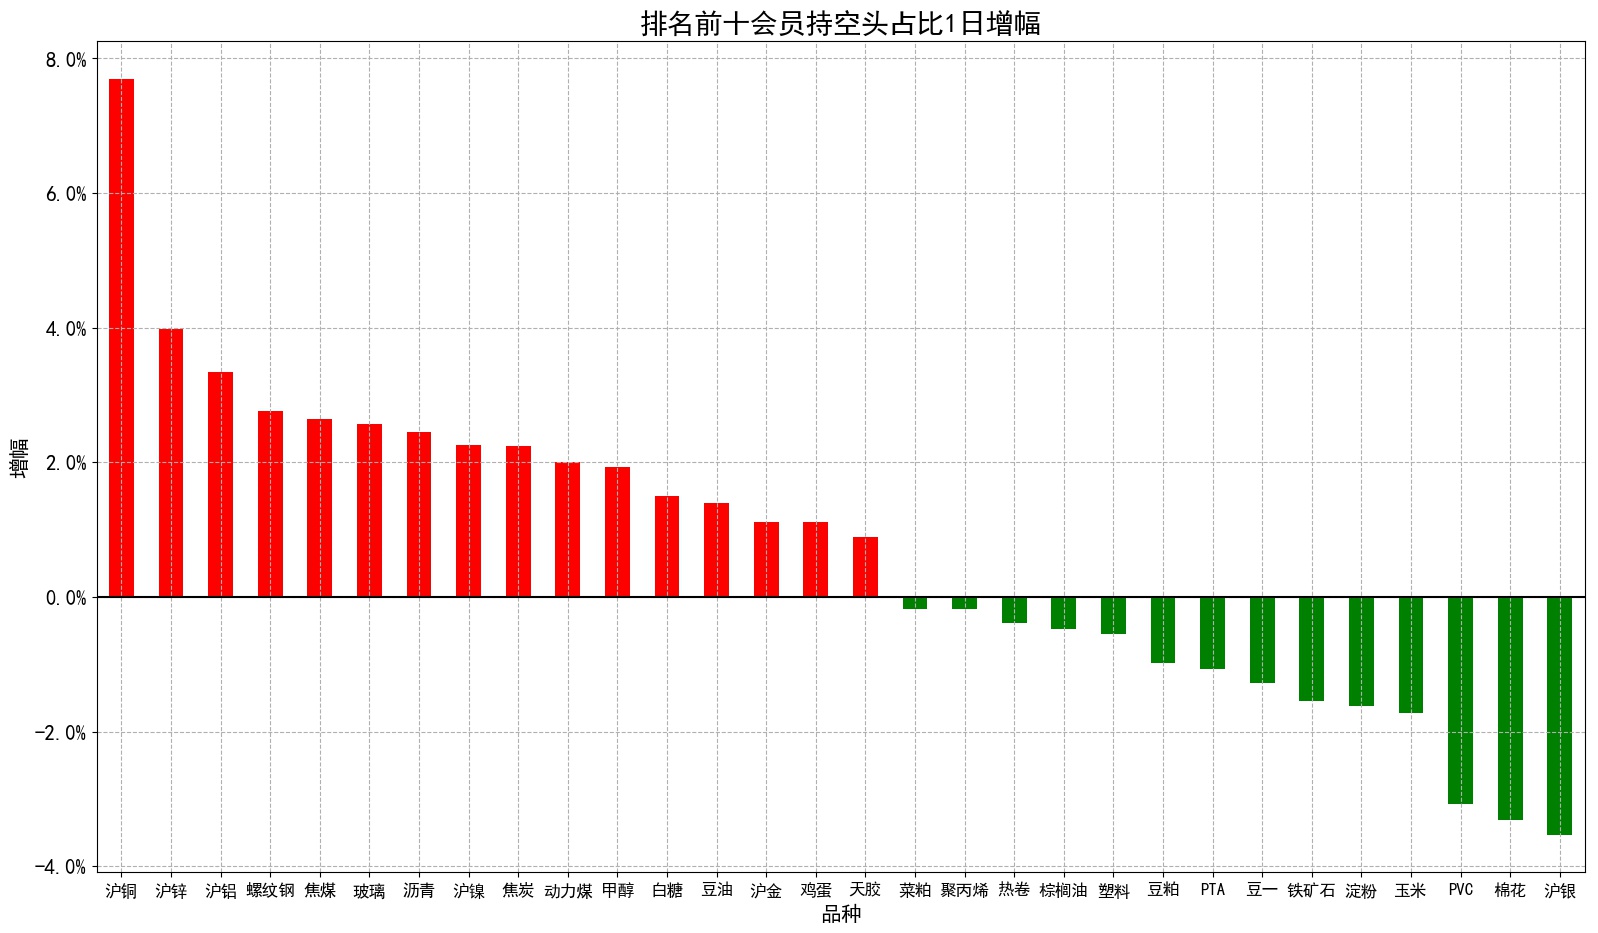 排名前十会员持空头占比1日增幅
8.0%
6.0%
4.0%
2.0%
0.0%
-2.0%
-4.0%
增幅
沪铜 沪锌 沪铝 螺纹钢 焦煤 玻璃 沥青 沪镍 焦炭 动力煤 甲醇 白糖 豆油 沪金 鸡蛋 天胶 菜粕 聚丙烯 热卷 棕榈油 塑料 豆粕 PTA 豆一 铁矿石 淀粉 玉米 PVC 棉花 沪银
品种